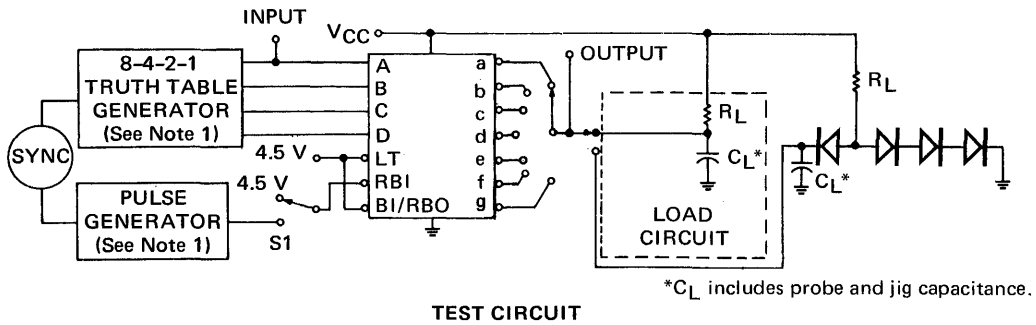 INPUT
VCC
OUTPUT
8-4-2-1
TRUTH TABLE
GENERATOR
(See Note 1)
SYNC
PULSE
GENERATOR
(See Note 1)
4.5 V
4.5 V
S1
A
B
C
D
LT
RBI
BI/RBO
a
b
c
d
e
f
g
RL
CL*
LOAD
CIRCUIT
RL
CL*
*CL includes probe and jig capacitance.
TEST CIRCUIT